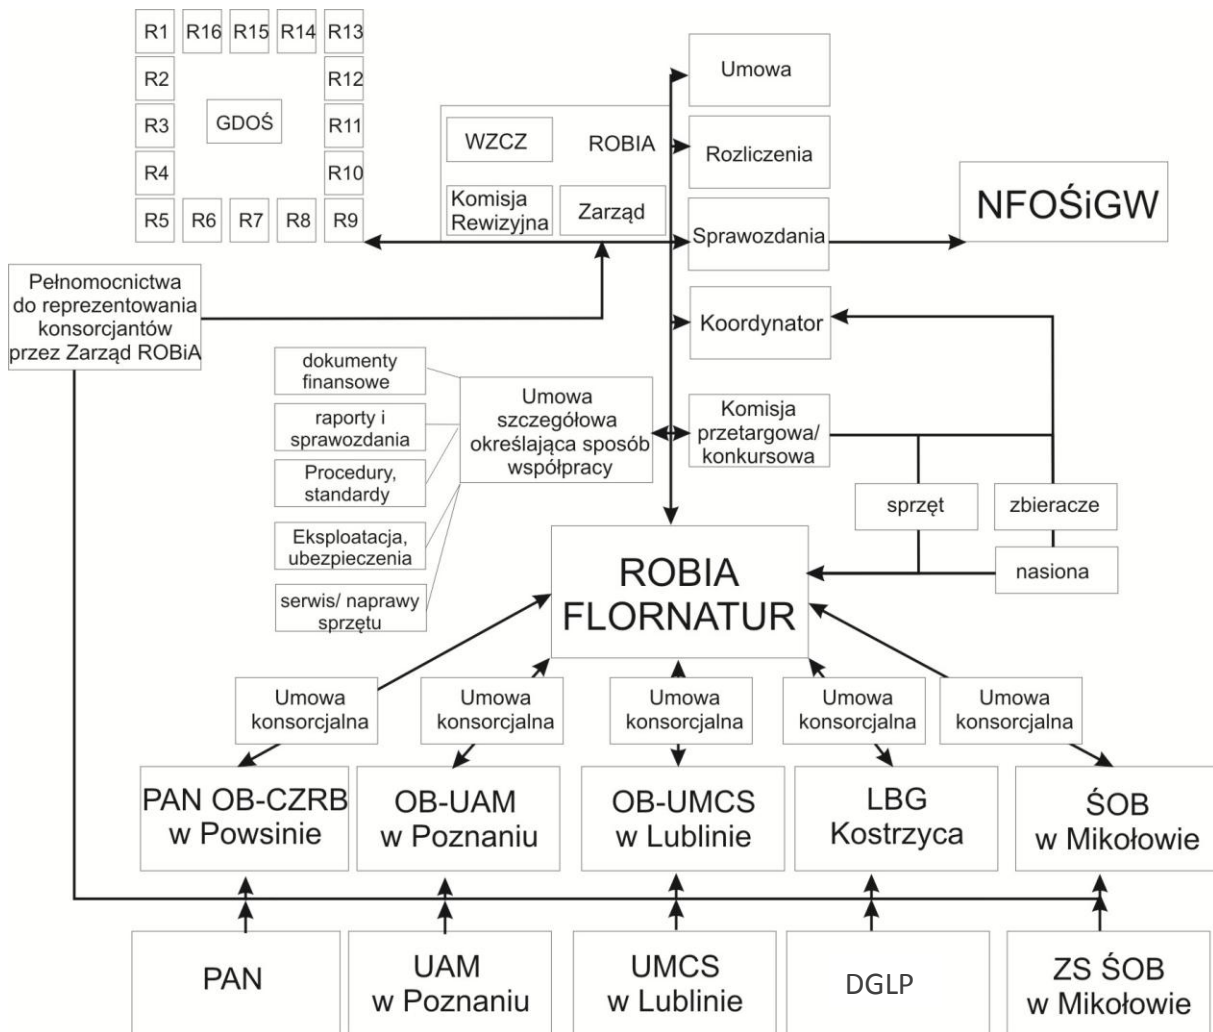 R1 R16 R15 R14 R13
R2 R12
R3 GDOŚ R11
R4 R10
R5 R6 R7 R8 R9
WZCZ ROBIA
Komisja
Rewizyjna
Zarząd
Umowa
Rozliczenia
Sprawozdania
NFOŚiGW
Koordynator
Komisja
przetargowa/
konkursowa
Pełnomocnictwa
do reprezentowania
konsorcjantów
przez Zarząd ROBiA
dokumenty
finansowe
raporty i
sprawozdania
Procedury,
standardy
Eksploatacja,
ubezpieczenia
serwis/ naprawy
sprzętu
Umowa
szczegółowa
określająca sposób
współpracy
sprzęt
zbieracze
nasiona
ROBIA
FLORNATUR
Umowa
konsorcjalna
Umowa
konsorcjalna
Umowa
konsorcjalna
Umowa
konsorcjalna
Umowa
konsorcjalna
PAN OB-CZRB
w Powsinie
OB-UAM
w Poznaniu
OB-UMCS
w Lublinie
LBG
Kostrzyca
ŚOB
w Mikołowie
PAN
UAM
w Poznaniu
UMCS
w Lublinie
DGLP
ZS ŚOB
w Mikołowie